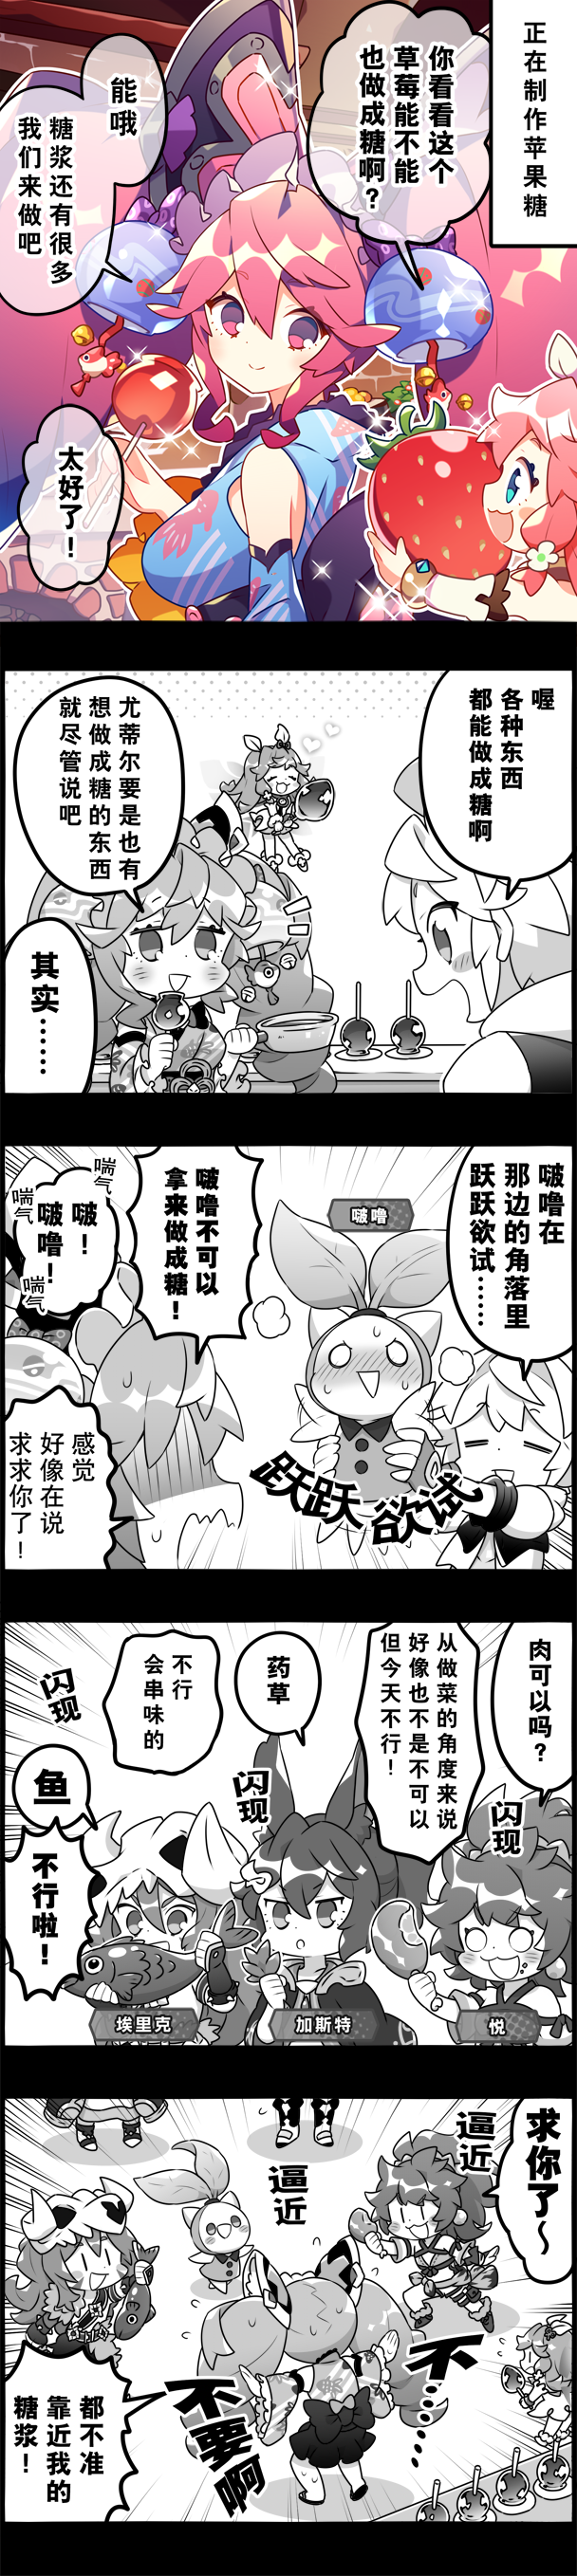 正在制作苹果糖
你看看这个
草莓能不能
也做成糖啊？
能哦
糖浆还有很多
我们来做吧
太好了！
喔
各种东西
都能做成糖啊
尤蒂尔要是也有
想做成糖的东西
就尽管说吧
其实……
啵噜在
那边的角落里
跃跃欲试……
啵噜
跃跃欲试
啵噜不可以
拿来做成糖！
喘气
喘气
喘气
啵！
啵噜！
感觉
好像在说
求求你了！
肉可以吗？
闪现
悦
从做菜的角度来说
好像也不是不可以
但今天不行！
药草
闪现
加斯特
不行
会串味的
闪现
鱼
埃里克
不行啦！
求你了～
逼近
逼近
不……
不要啊
都不准
靠近我的
糖浆！